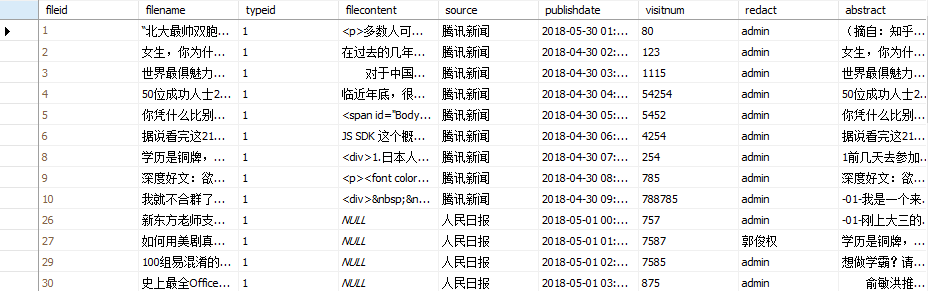 fileid filename typeid filecontent source publishdate visitnum redact abstract
1 “北大最帅双胞... 1 <p>多数人可... 腾讯新闻 2018-05-30 01:... 80 admin （摘自：知乎...
2 女生，你为什... 1 在过去的几年... 腾讯新闻 2018-04-30 02:... 123 admin 女生，你为什...
3 世界最俱魅力... 1 对于中国... 腾讯新闻 2018-04-30 03:... 1115 admin 世界最俱魅力...
4 50位成功人士2... 1 临近年底，很... 腾讯新闻 2018-04-30 04:... 54254 admin 50位成功人士2...
5 你凭什么比别... 1 <span id="Body... 腾讯新闻 2018-04-30 05:... 5452 admin 你凭什么比别...
6 据说看完这21... 1 JS SDK 这个概... 腾讯新闻 2018-04-30 06:... 4254 admin 据说看完这21...
8 学历是铜牌，... 1 <div>1.日本人... 腾讯新闻 2018-04-30 07:... 254 admin 1前几天去参加...
9 深度好文：欲... 1 <p><font color... 腾讯新闻 2018-04-30 08:... 785 admin 深度好文：欲...
10 我就不合群了... 1 <div>&nbsp;&n... 腾讯新闻 2018-04-30 09:... 788785 admin -01-我是一个来...
26 新东方老师支... 1 NULL 人民日报 2018-05-01 00:... 757 admin -01-刚上大三的...
27 如何用美剧真... 1 NULL 人民日报 2018-05-01 01:... 7587 郭俊权 学历是铜牌，...
29 100组易混淆的... 1 NULL 人民日报 2018-05-01 02:... 7585 admin 想做学霸？请...
30 史上最全Office... 1 NULL 人民日报 2018-05-01 03:... 875 admin 俞敏洪推...